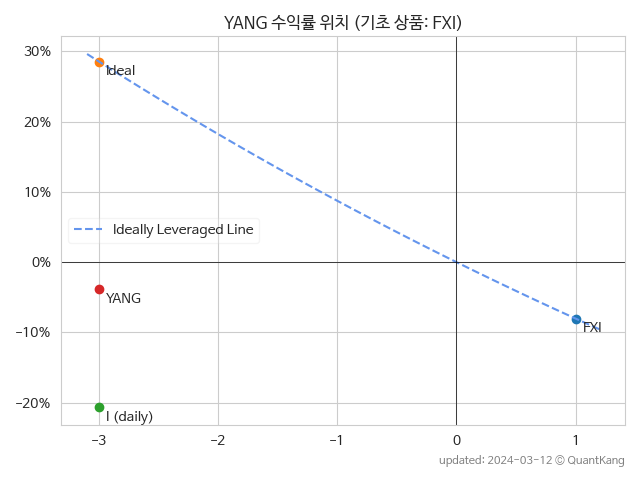 YANG 수익률 위치 (기초 상품: FXI)
30%
20%
10%
0%
−10%
−20%
Ideal
Ideally Leveraged Line
YANG
FXI
I (daily)
−3
−2
−1
0
1
updated: 2024-03-12 © QuantKang